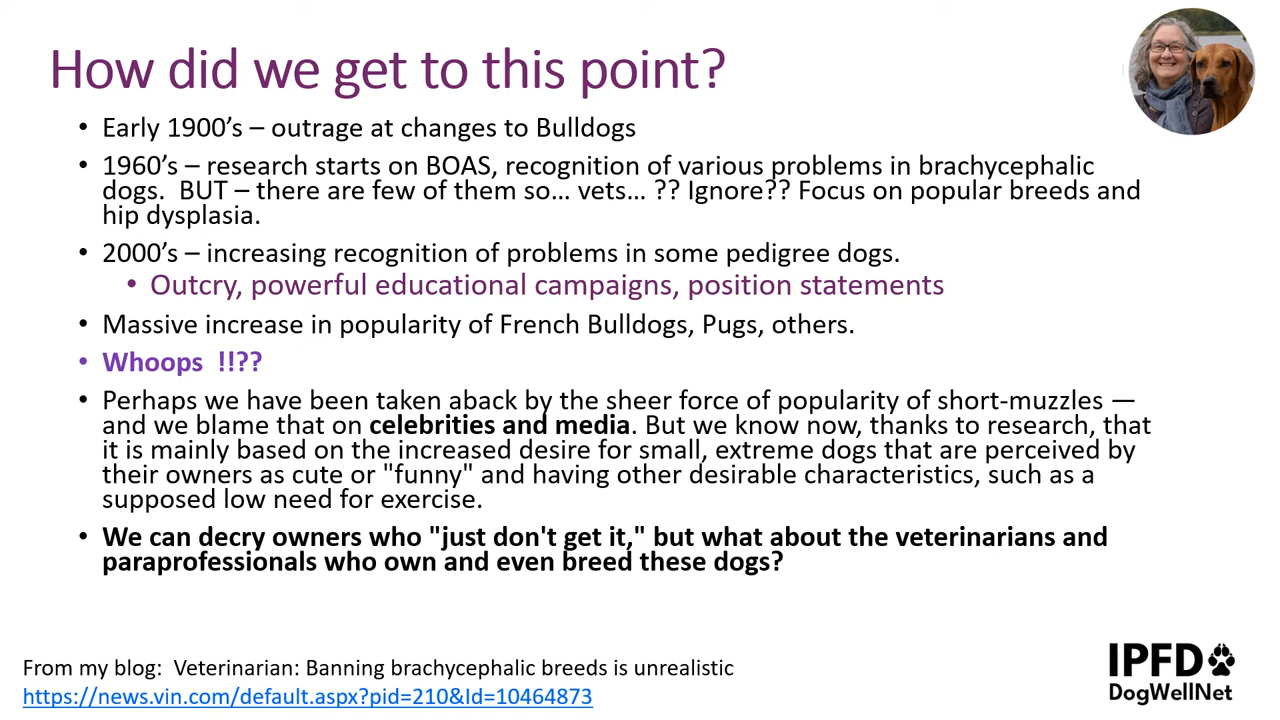 How did we get to this point?
• Early 1900’s – outrage at changes to Bulldogs
• 1960’s – research starts on BOAS, recognition of various problems in brachycephalic
dogs.  BUT – there are few of them so… vets… ?? Ignore?? Focus on popular breeds and
hip dysplasia.
• 2000’s – increasing recognition of problems in some pedigree dogs.
• Outcry, powerful educational campaigns, position statements
• Massive increase in popularity of French Bulldogs, Pugs, others.
• Whoops  !!??
• Perhaps we have been taken aback by the sheer force of popularity of short-muzzles —
and we blame that on celebrities and media. But we know now, thanks to research, that
it is mainly based on the increased desire for small, extreme dogs that are perceived by
their owners as cute or "funny" and having other desirable characteristics, such as a
supposed low need for exercise.
• We can decry owners who "just don't get it," but what about the veterinarians and
paraprofessionals who own and even breed these dogs?
From my blog:  Veterinarian: Banning brachycephalic breeds is unrealistic
https://news.vin.com/default.aspx?pid=210&Id=10464873
IPFD
DogWellNet